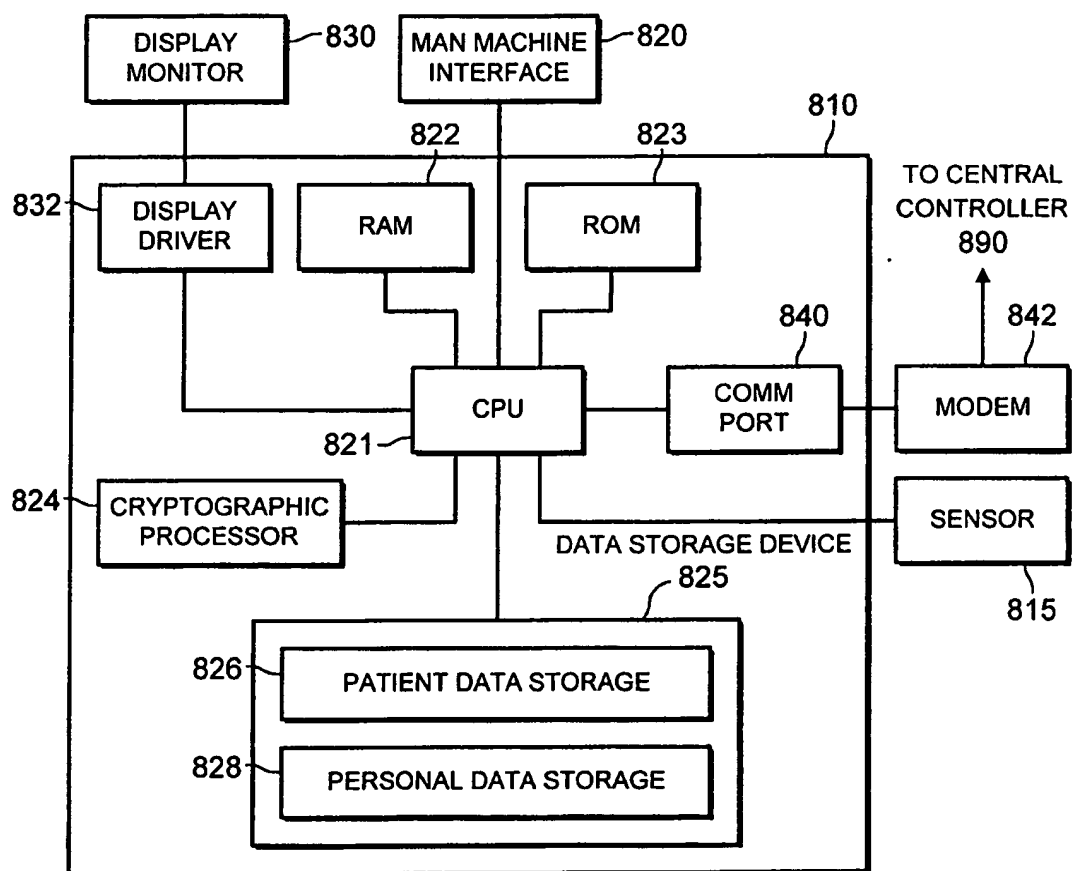 DISPLAY
MONITOR
830
MAN MACHINE
INTERFACE
820
810
822
823
832
DISPLAY
DRIVER
RAM
ROM
TO CENTRAL
CONTROLLER
890
840
842
CPU
821
COMM
PORT
MODEM
824
CRYPTOGRAPHIC
PROCESSOR
SENSOR
815
DATA STORAGE DEVICE
825
826
PATIENT DATA STORAGE
828
PERSONAL DATA STORAGE